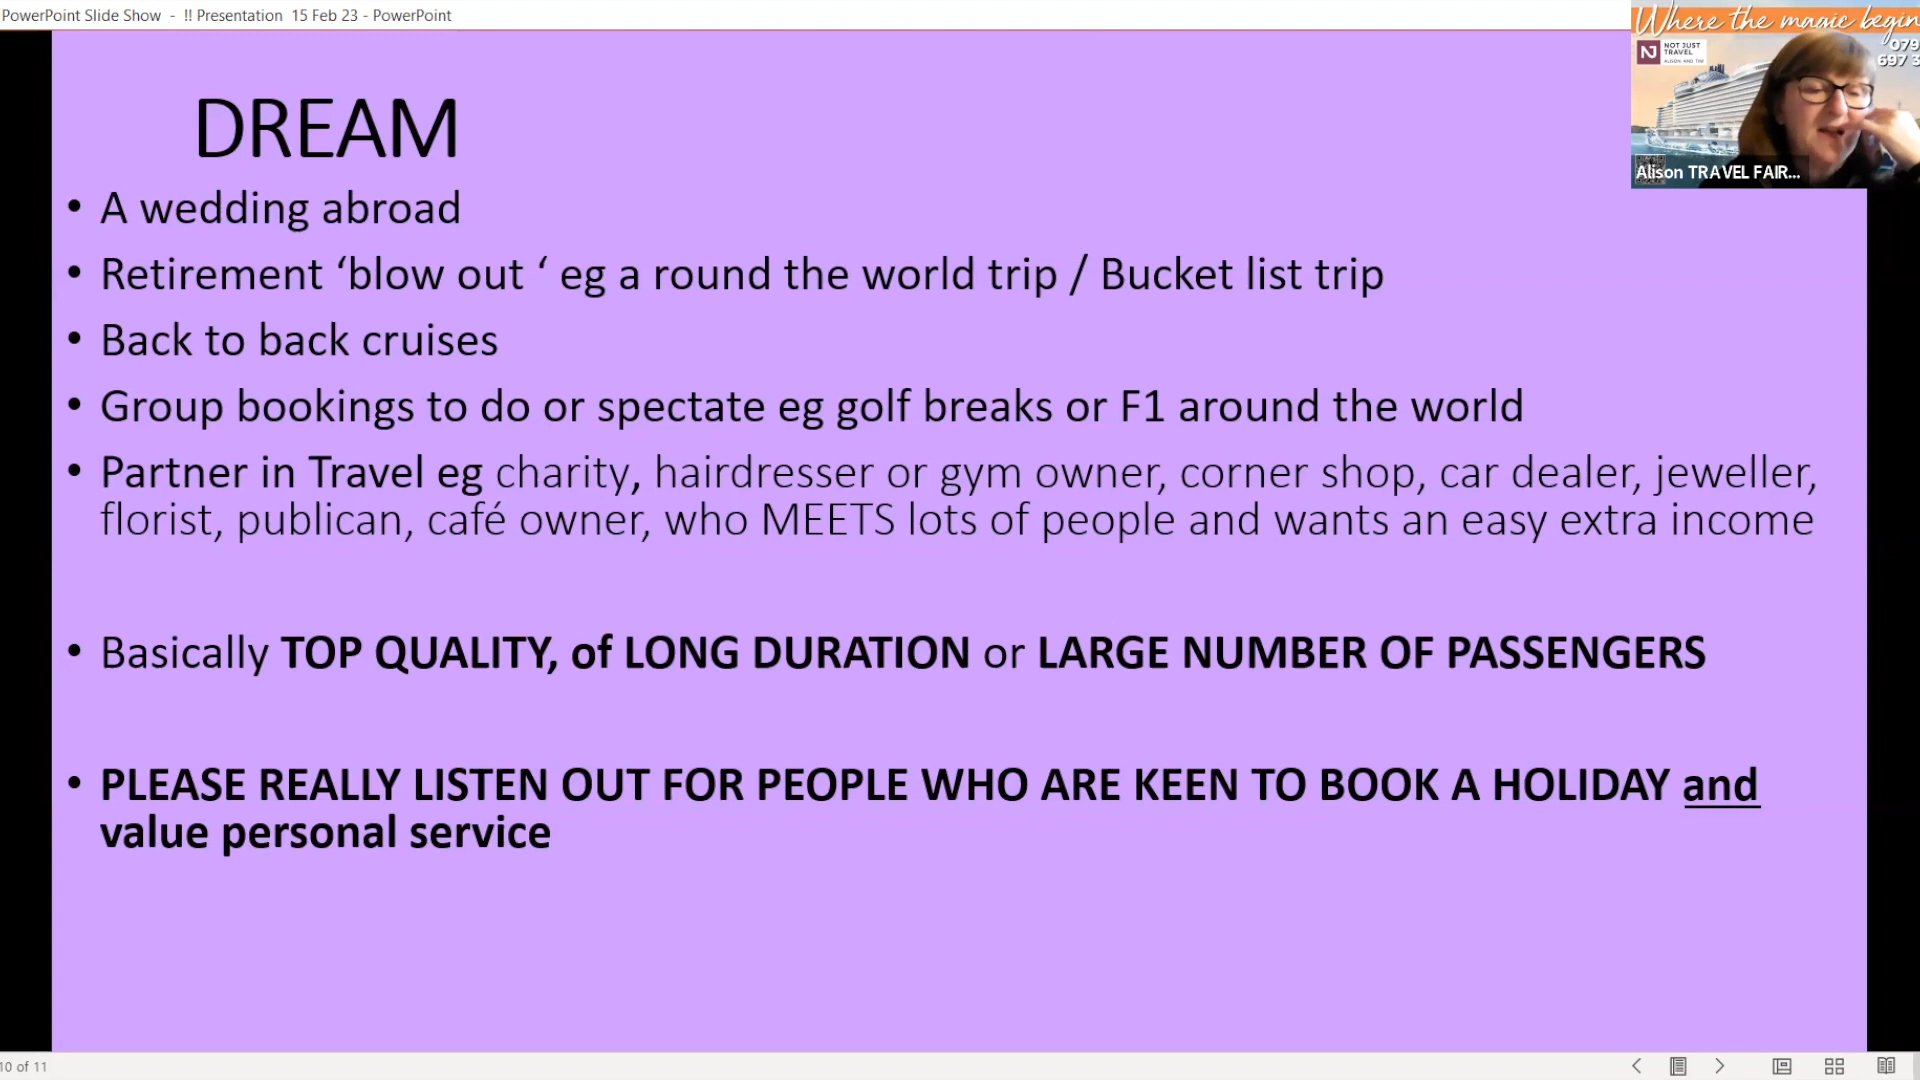 PowerPoint Slide Show - !! Presentation 15 Feb 23 - PowerPoint
Where the magic begin
NOT JUST
TRAVEL
ALISON AND TIM
079
697 3
Alison TRAVEL FAIR...
DREAM
• A wedding abroad
• Retirement ‘blow out ‘ eg a round the world trip / Bucket list trip
• Back to back cruises
• Group bookings to do or spectate eg golf breaks or F1 around the world
• Partner in Travel eg charity, hairdresser or gym owner, corner shop, car dealer, jeweller,
florist, publican, café owner, who MEETS lots of people and wants an easy extra income
• Basically TOP QUALITY, of LONG DURATION or LARGE NUMBER OF PASSENGERS
• PLEASE REALLY LISTEN OUT FOR PEOPLE WHO ARE KEEN TO BOOK A HOLIDAY and
value personal service
10 of 11